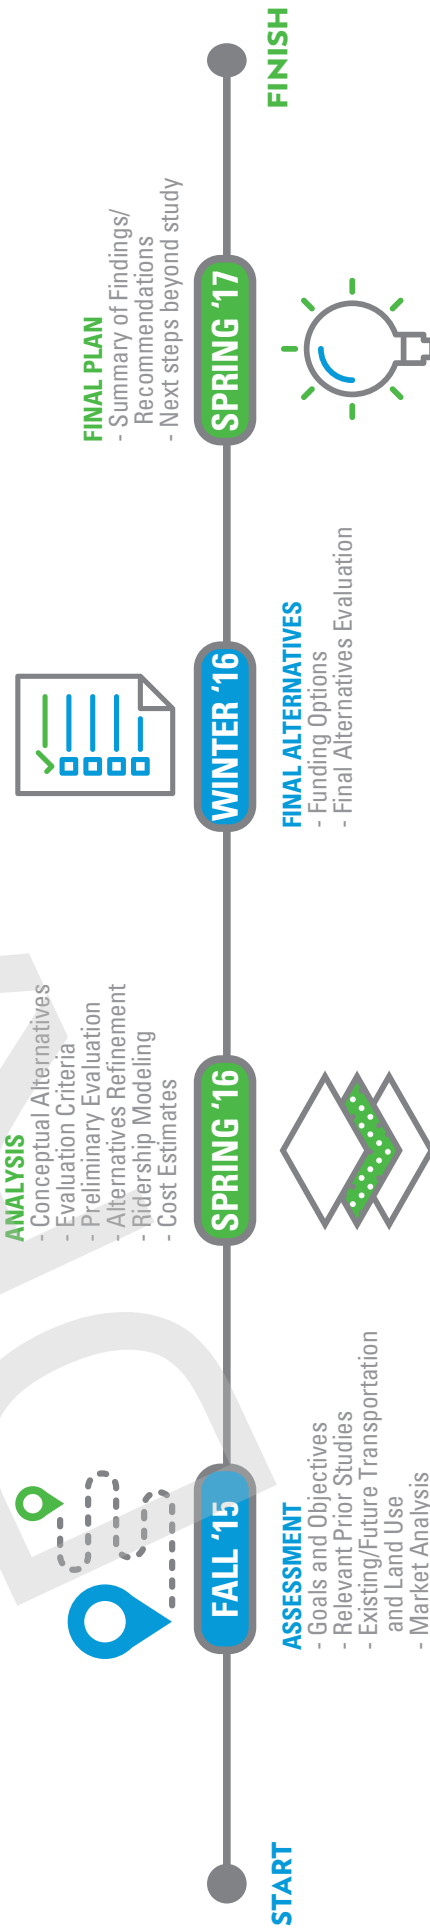 START
FALL '15
ASSESSMENT
- Goals and Objectives
- Relevant Prior Studies
- Existing/Future Transportation
and Land Use
- Market Analysis
ANALYSIS
- Conceptual Alternatives
- Evaluation Criteria
- Preliminary Evaluation
- Alternatives Refinement
- Ridership Modeling
- Cost Estimates
SPRING '16
WINTER '16
FINAL ALTERNATIVES
- Funding Options
- Final Alternatives Evaluation
FINAL PLAN
- Summary of Findings/
Recommendations
- Next steps beyond study
SPRING '17
FINISH